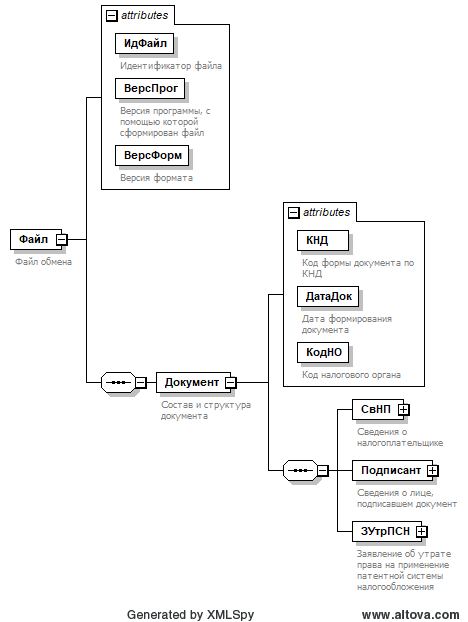 attributes
ИдФайл
Идентификатор файла
ВерсПрог
Версия программы, с
помощью которой
сформирован файл
ВерсФорм
Версия формата
Файл
Файл обмена
Документ
Состав и структура
документа
attributes
КНД
Код формы документа по
КНД
ДатаДок
Дата формирования
документа
КодНО
Код налогового органа
СвНП
Сведения о
налогоплательщике
Подписант
Сведения о лице,
подписавшем документ
ЗУтрПСН
Заявление об утрате
права на применение
патентной системы
налогообложения
Generated by XMLSpy
www.altova.com